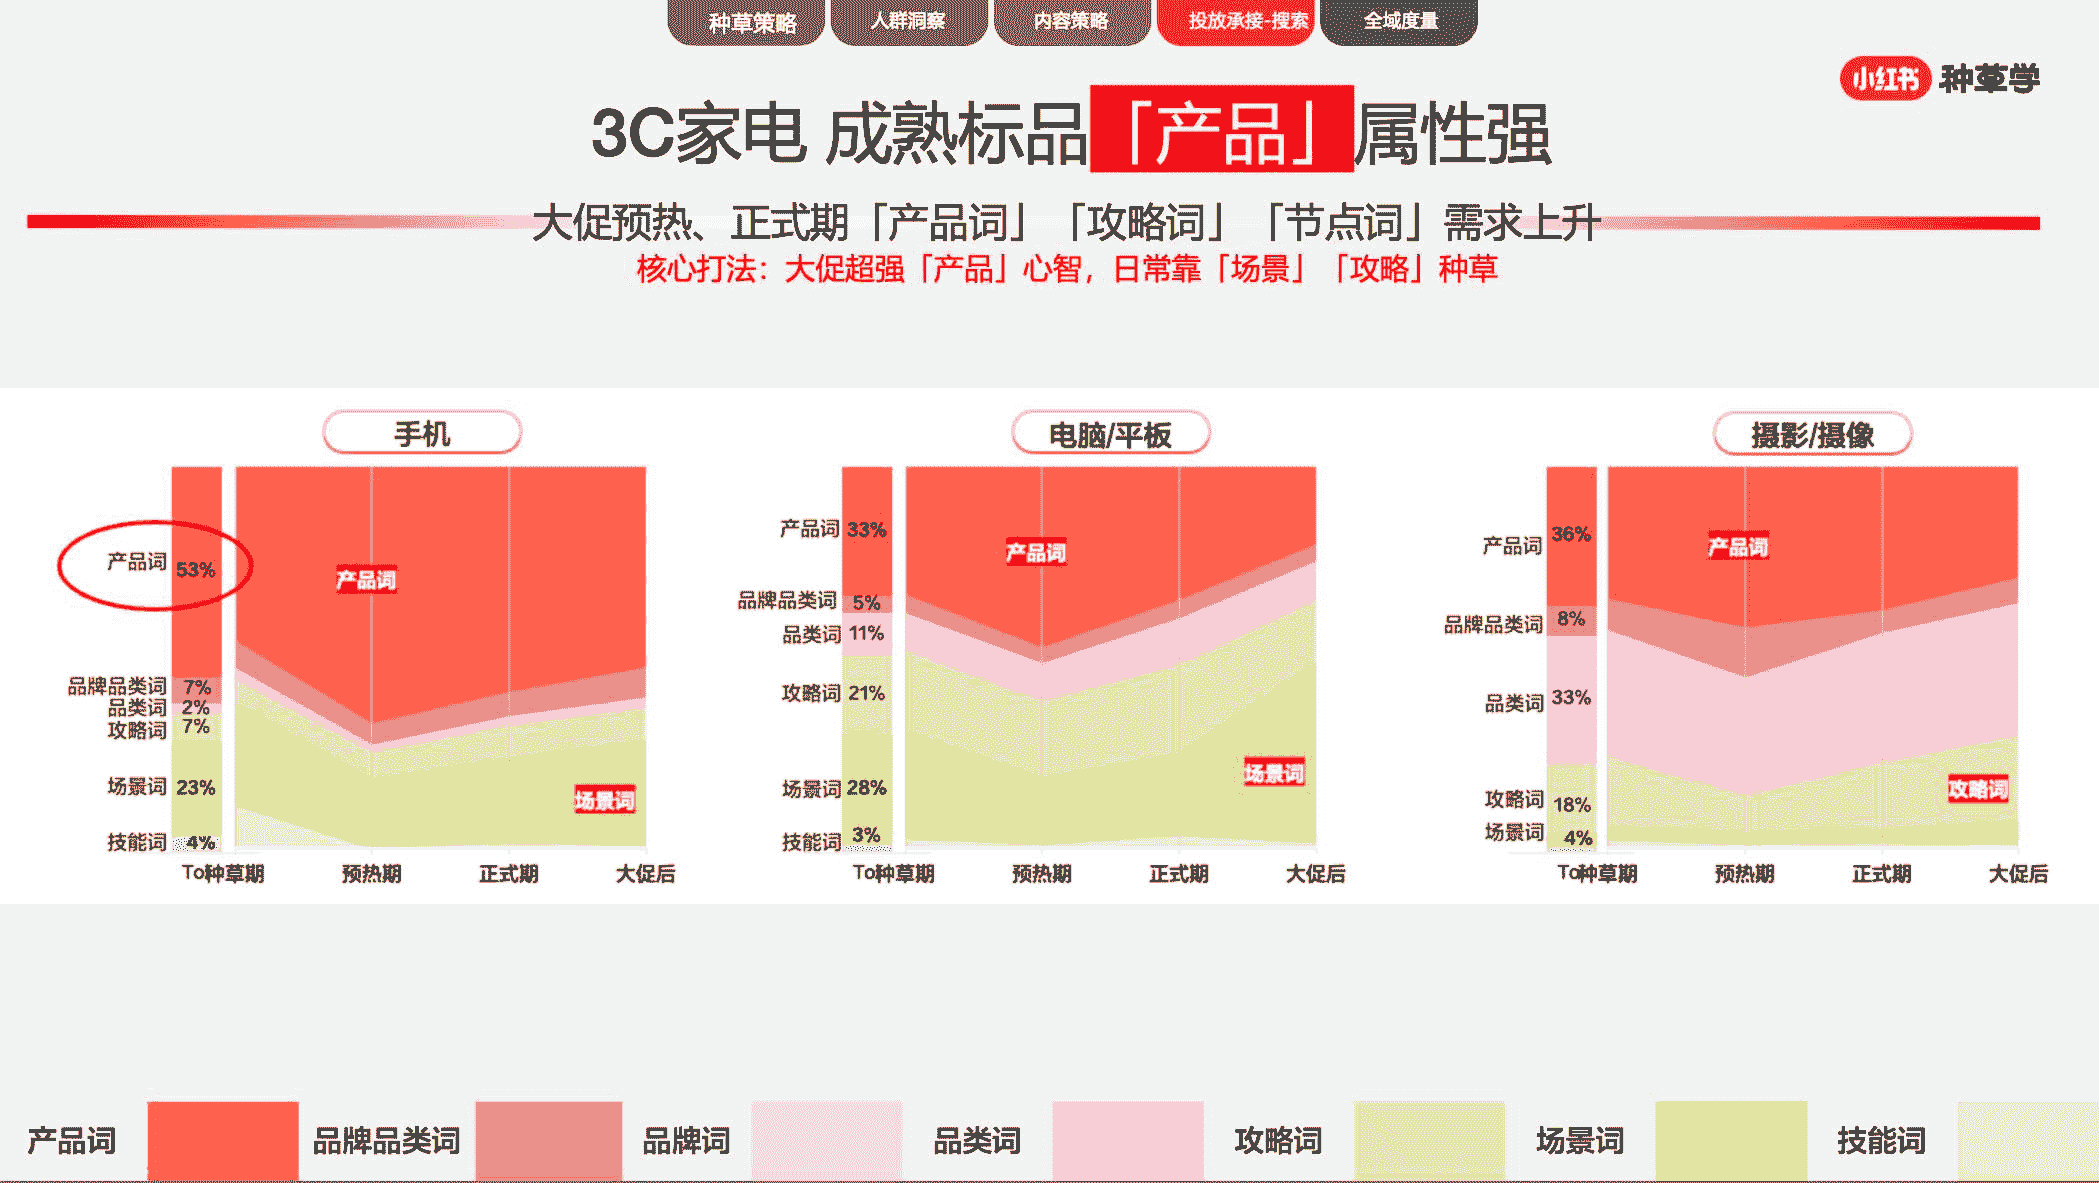 种草策略
人群洞察
内容策略
投放承接-搜索
全域度量
小红书 种草学
3C家电 成熟标品「产品」属性强
大促预热、正式期「产品词」「攻略词」「节点词」需求上升
核心打法：大促超强「产品」心智，日常靠「场景」「攻略」种草
手机
产品词 53%
品牌品类词 7%
品类词 2%
攻略词 7%
场景词 23%
技能词 4%
产品词
场景词
To种草期 预热期 正式期 大促后
电脑/平板
产品词 33%
品牌品类词 5%
品类词 11%
攻略词 21%
场景词 28%
技能词 3%
产品词
场景词
To种草期 预热期 正式期 大促后
摄影/摄像
产品词 36%
品牌品类词 8%
品类词 33%
攻略词 18%
场景词 4%
产品词
攻略词
To种草期 预热期 正式期 大促后
产品词 品牌品类词 品牌词 品类词 攻略词 场景词 技能词